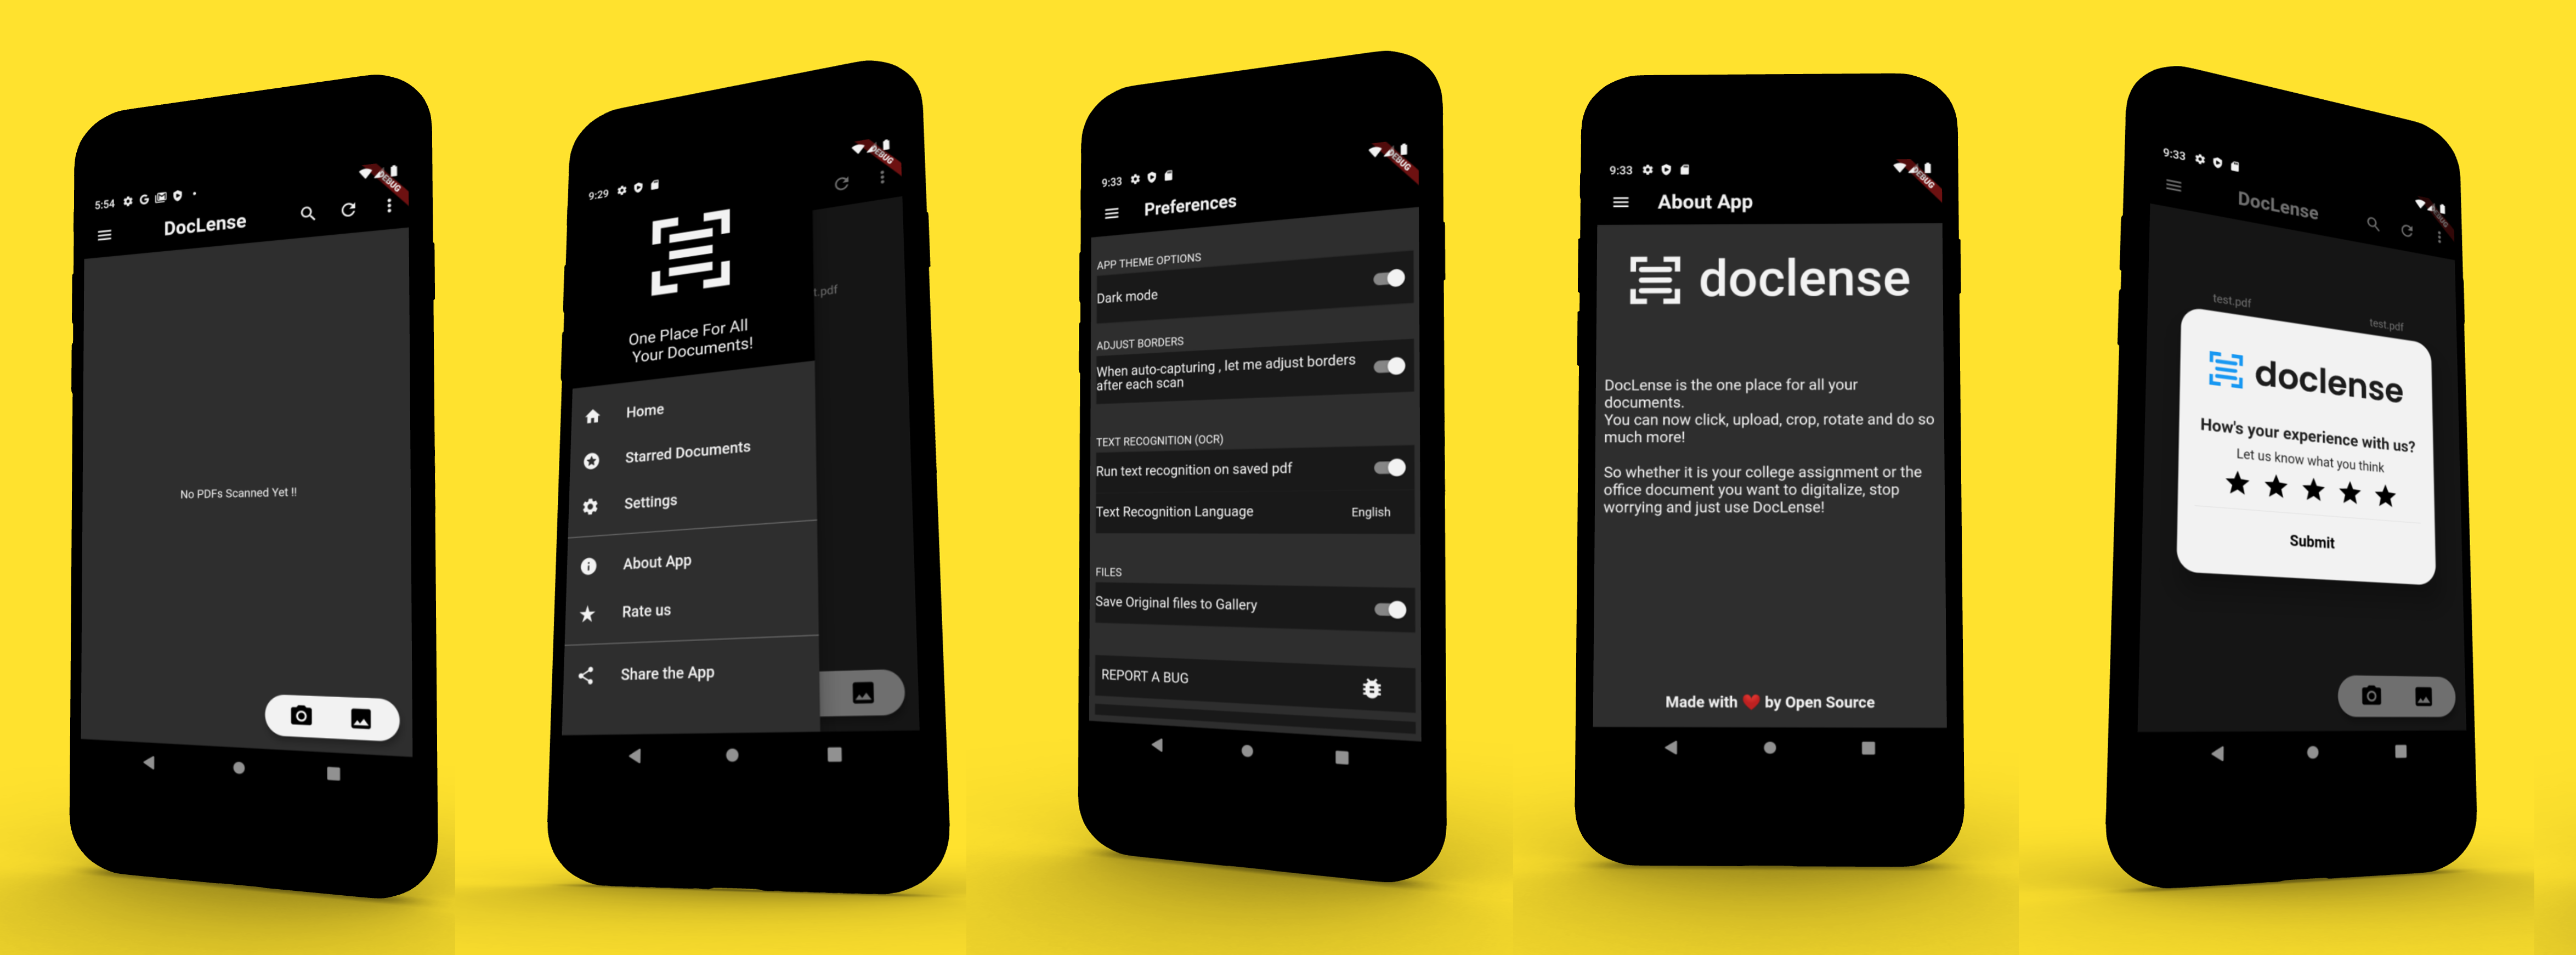 5:54
DEBUG
DocLense
No PDFs Scanned Yet !!
9:29
DEBUG
t.pdf
One Place For All
Your Documents!
Home
Starred Documents
Settings
About App
Rate us
Share the App
9:33
DEBUG
Preferences
APP THEME OPTIONS
Dark mode
ADJUST BORDERS
When auto-capturing , let me adjust borders
after each scan
TEXT RECOGNITION (OCR)
Run text recognition on saved pdf
Text Recognition Language English
FILES
Save Original files to Gallery
REPORT A BUG
9:33
DEBUG
About App
doclense
DocLense is the one place for all your
documents.
You can now click, upload, crop, rotate and do so
much more!
So whether it is your college assignment or the
office document you want to digitalize, stop
worrying and just use DocLense!
Made with ❤️ by Open Source
9:33
DEBUG
DocLense
test.pdf
test.pdf
doclense
How's your experience with us?
Let us know what you think
Submit